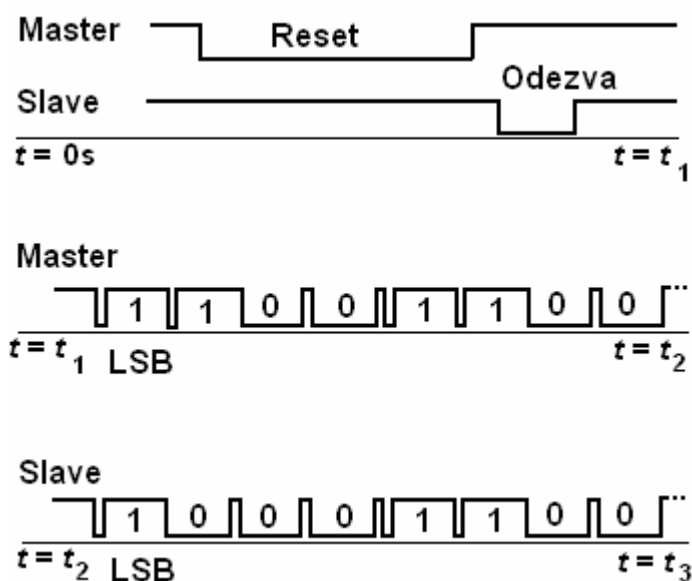 Master Reset
Odezva
Slave
t = 0s t = t1
Master
1 1 0 0 1 1 0 0 ...
t = t1 LSB t = t2
Slave
1 0 0 0 1 1 0 0 ...
t = t2 LSB t = t3